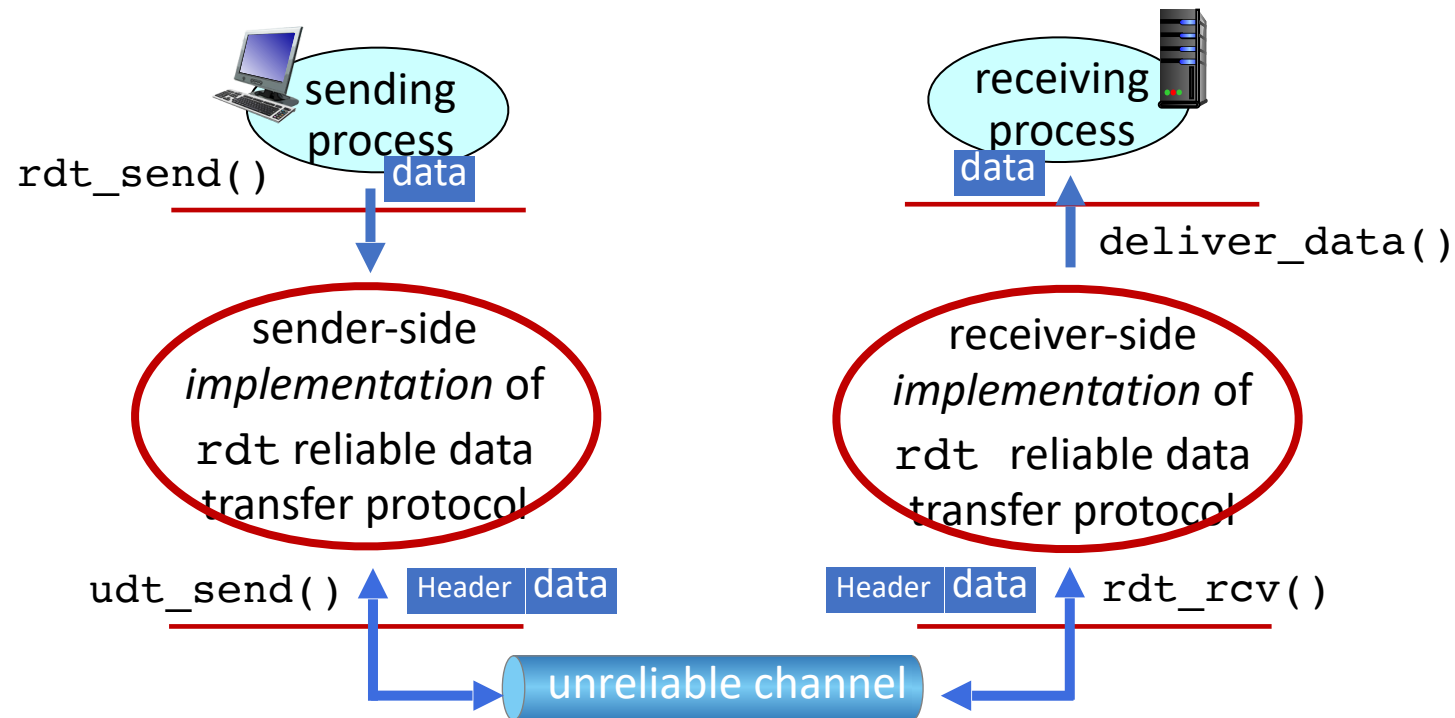 sending
process
rdt_send()
data
receiving
process
data
deliver_data()
sender-side
implementation of
rdt reliable data
transfer protocol
receiver-side
implementation of
rdt reliable data
transfer protocol
udt_send()
Header data
Header data
rdt_rcv()
unreliable channel